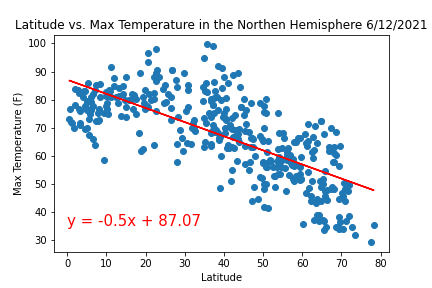 Latitude vs. Max Temperature in the Northen Hemisphere 6/12/2021
Max Temperature (F)
100
90
80
70
60
50
40
30
y = -0.5x + 87.07
0 10 20 30 40 50 60 70 80
Latitude